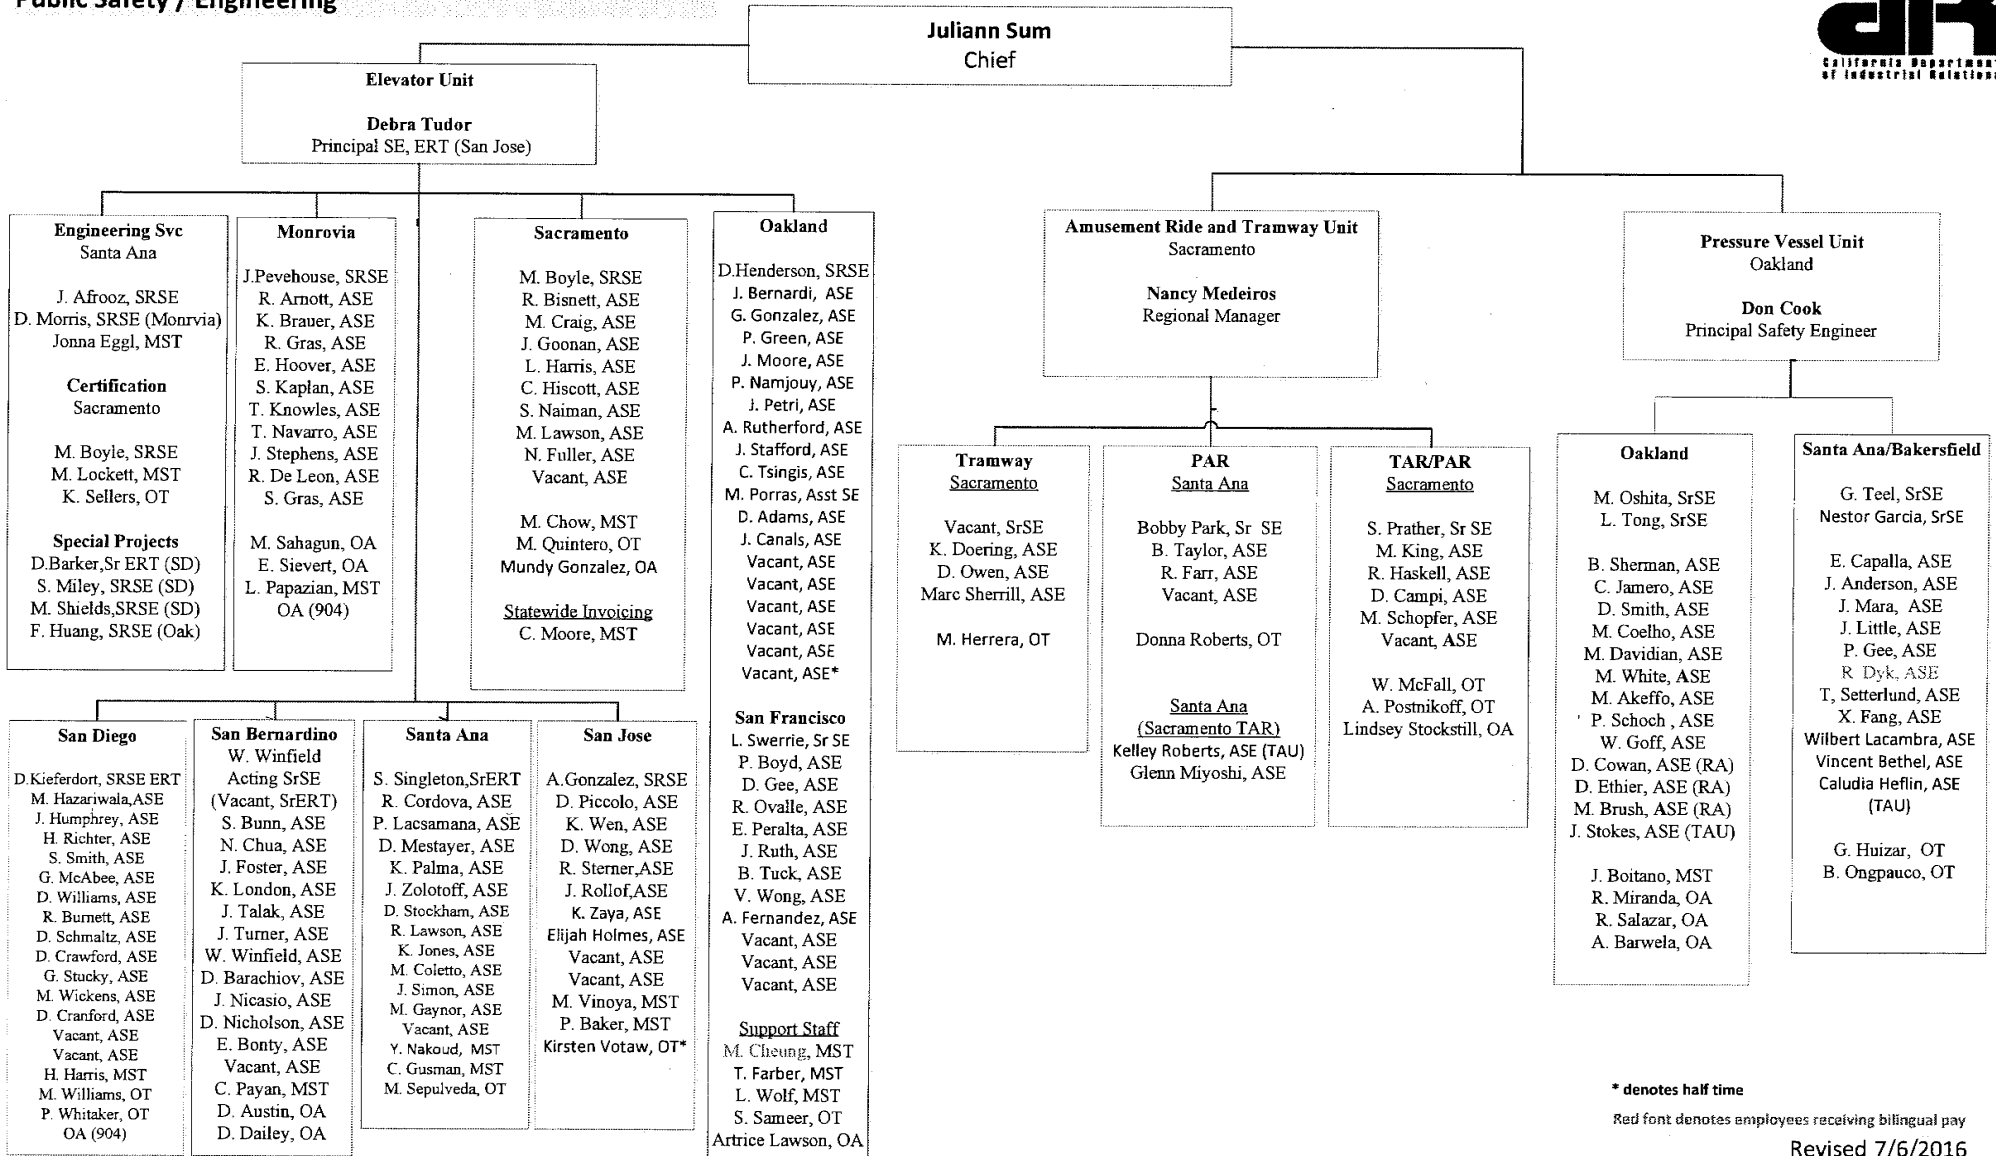 Public Safety / Engineering
Juliann Sum
Chief
California Department
of Industrial Relations
Elevator Unit
Debra Tudor
Principal SE, ERT (San Jose)
Engineering Svc
Santa Ana
J. Afrooz, SRSE
D. Morris, SRSE (Monrvia)
Jonna Eggl, MST
Certification
Sacramento
M. Boyle, SRSE
M. Lockett, MST
K. Sellers, OT
Special Projects
D.Barker,Sr ERT (SD)
S. Miley, SRSE (SD)
M. Shields,SRSE (SD)
F. Huang, SRSE (Oak)
Monrovia
J.Pevehouse, SRSE
R. Arnott, ASE
K. Brauer, ASE
R. Gras, ASE
E. Hoover, ASE
S. Kaplan, ASE
T. Knowles, ASE
T. Navarro, ASE
J. Stephens, ASE
R. De Leon, ASE
S. Gras, ASE
M. Sahagun, OA
E. Sievert, OA
L. Papazian, MST
OA (904)
Sacramento
M. Boyle, SRSE
R. Bisnett, ASE
M. Craig, ASE
J. Goonan, ASE
L. Harris, ASE
C. Hiscott, ASE
S. Naiman, ASE
M. Lawson, ASE
N. Fuller, ASE
Vacant, ASE
M. Chow, MST
M. Quintero, OT
Mundy Gonzalez, OA
Statewide Invoicing
C. Moore, MST
Oakland
D.Henderson, SRSE
J. Bernardi, ASE
G. Gonzalez, ASE
P. Green, ASE
J. Moore, ASE
P. Namjouy, ASE
J. Petri, ASE
A. Rutherford, ASE
J. Stafford, ASE
C. Tsingis, ASE
M. Porras, Asst SE
D. Adams, ASE
J. Canals, ASE
Vacant, ASE
Vacant, ASE
Vacant, ASE
Vacant, ASE
Vacant, ASE
Vacant, ASE*
San Francisco
L. Swerrie, Sr SE
P. Boyd, ASE
D. Gee, ASE
R. Ovalle, ASE
E. Peralta, ASE
J. Ruth, ASE
B. Tuck, ASE
V. Wong, ASE
A. Fernandez, ASE
Vacant, ASE
Vacant, ASE
Vacant, ASE
Support Staff
M. Cheung, MST
T. Farber, MST
L. Wolf, MST
S. Sameer, OT
Artrice Lawson, OA
San Diego
D.Kieferdort, SRSE ERT
M. Hazariwala,ASE
J. Humphrey, ASE
H. Richter, ASE
S. Smith, ASE
G. McAbee, ASE
D. Williams, ASE
R. Burnett, ASE
D. Schmaltz, ASE
D. Crawford, ASE
G. Stucky, ASE
M. Wickens, ASE
D. Cranford, ASE
Vacant, ASE
Vacant, ASE
H. Harris, MST
M. Williams, OT
P. Whitaker, OT
OA (904)
San Bernardino
W. Winfield
Acting SrSE
(Vacant, SrERT)
S. Bunn, ASE
N. Chua, ASE
J. Foster, ASE
K. London, ASE
J. Talak, ASE
J. Turner, ASE
W. Winfield, ASE
D. Barachiov, ASE
J. Nicasio, ASE
D. Nicholson, ASE
E. Bonty, ASE
Vacant, ASE
C. Payan, MST
D. Austin, OA
D. Dailey, OA
Santa Ana
S. Singleton,SrERT
R. Cordova, ASE
P. Lacsamana, ASE
D. Mestayer, ASE
K. Palma, ASE
J. Zolotoff, ASE
D. Stockham, ASE
R. Lawson, ASE
K. Jones, ASE
M. Coletto, ASE
J. Simon, ASE
M. Gaynor, ASE
Vacant, ASE
Y. Nakoud, MST
C. Gusman, MST
M. Sepulveda, OT
San Jose
A.Gonzalez, SRSE
D. Piccolo, ASE
K. Wen, ASE
D. Wong, ASE
R. Sterner,ASE
J. Rollof,ASE
K. Zaya, ASE
Elijah Holmes, ASE
Vacant, ASE
Vacant, ASE
M. Vinoya, MST
P. Baker, MST
Kirsten Votaw, OT*
Amusement Ride and Tramway Unit
Sacramento
Nancy Medeiros
Regional Manager
Tramway
Sacramento
Vacant, SrSE
K. Doering, ASE
D. Owen, ASE
Marc Sherrill, ASE
M. Herrera, OT
PAR
Santa Ana
Bobby Park, Sr SE
B. Taylor, ASE
R. Farr, ASE
Vacant, ASE
Donna Roberts, OT
Santa Ana
(Sacramento TAR)
Kelley Roberts, ASE (TAU)
Glenn Miyoshi, ASE
TAR/PAR
Sacramento
S. Prather, Sr SE
M. King, ASE
R. Haskell, ASE
D. Campi, ASE
M. Schopfer, ASE
Vacant, ASE
W. McFall, OT
A. Postnikoff, OT
Lindsey Stockstill, OA
Pressure Vessel Unit
Oakland
Don Cook
Principal Safety Engineer
Oakland
M. Oshita, SrSE
L. Tong, SrSE
B. Sherman, ASE
C. Jamero, ASE
D. Smith, ASE
M. Coelho, ASE
M. Davidian, ASE
M. White, ASE
M. Akeffo, ASE
P. Schoch , ASE
W. Goff, ASE
D. Cowan, ASE (RA)
D. Ethier, ASE (RA)
M. Brush, ASE (RA)
J. Stokes, ASE (TAU)
J. Boitano, MST
R. Miranda, OA
R. Salazar, OA
A. Barwela, OA
Santa Ana/Bakersfield
G. Teel, SrSE
Nestor Garcia, SrSE
E. Capalla, ASE
J. Anderson, ASE
J. Mara, ASE
J. Little, ASE
P. Gee, ASE
R. Dyk, ASE
T, Setterlund, ASE
X. Fang, ASE
Wilbert Lacambra, ASE
Vincent Bethel, ASE
Caludia Heflin, ASE
(TAU)
G. Huizar, OT
B. Ongpauco, OT
* denotes half time
Red font denotes employees receiving bilingual pay
Revised 7/6/2016